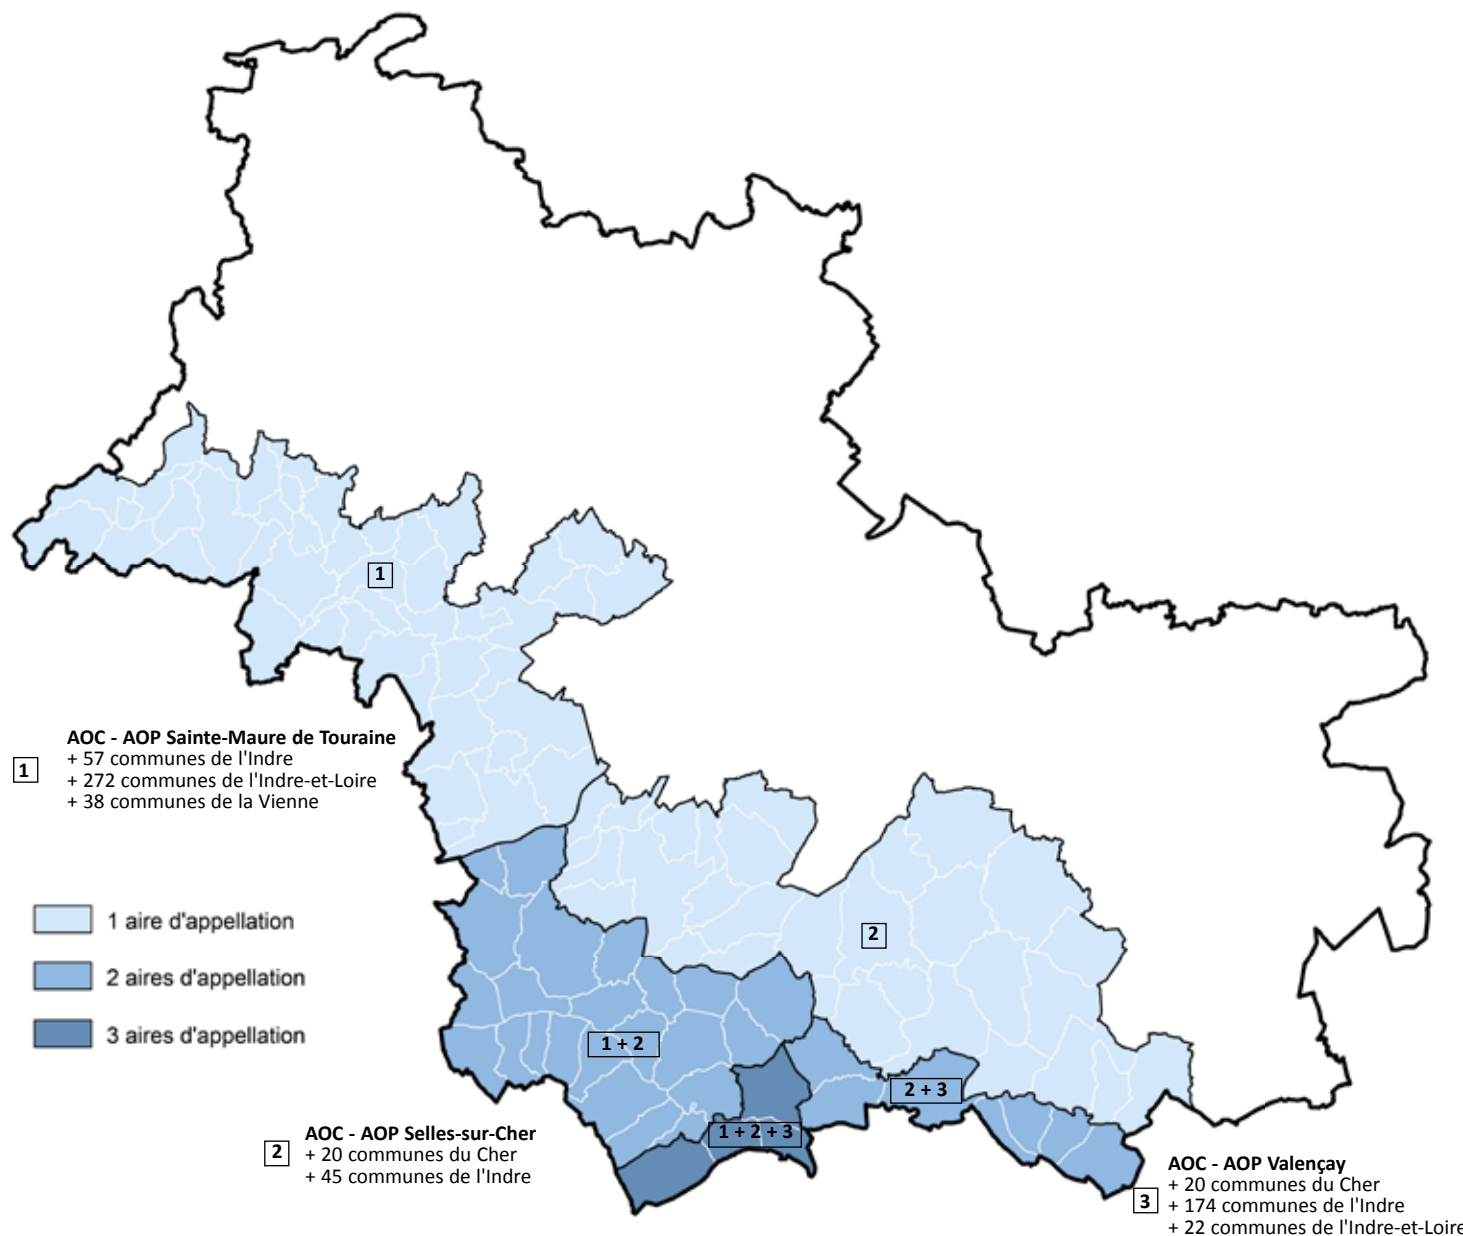 1
1
AOC - AOP Sainte-Maure de Touraine
+ 57 communes de l'Indre
+ 272 communes de l'Indre-et-Loire
+ 38 communes de la Vienne
1 aire d'appellation
2 aires d'appellation
3 aires d'appellation
2
1 + 2
2 + 3
1 + 2 + 3
2
AOC - AOP Selles-sur-Cher
+ 20 communes du Cher
+ 45 communes de l'Indre
3
AOC - AOP Valençay
+ 20 communes du Cher
+ 174 communes de l'Indre
+ 22 communes de l'Indre-et-Loire